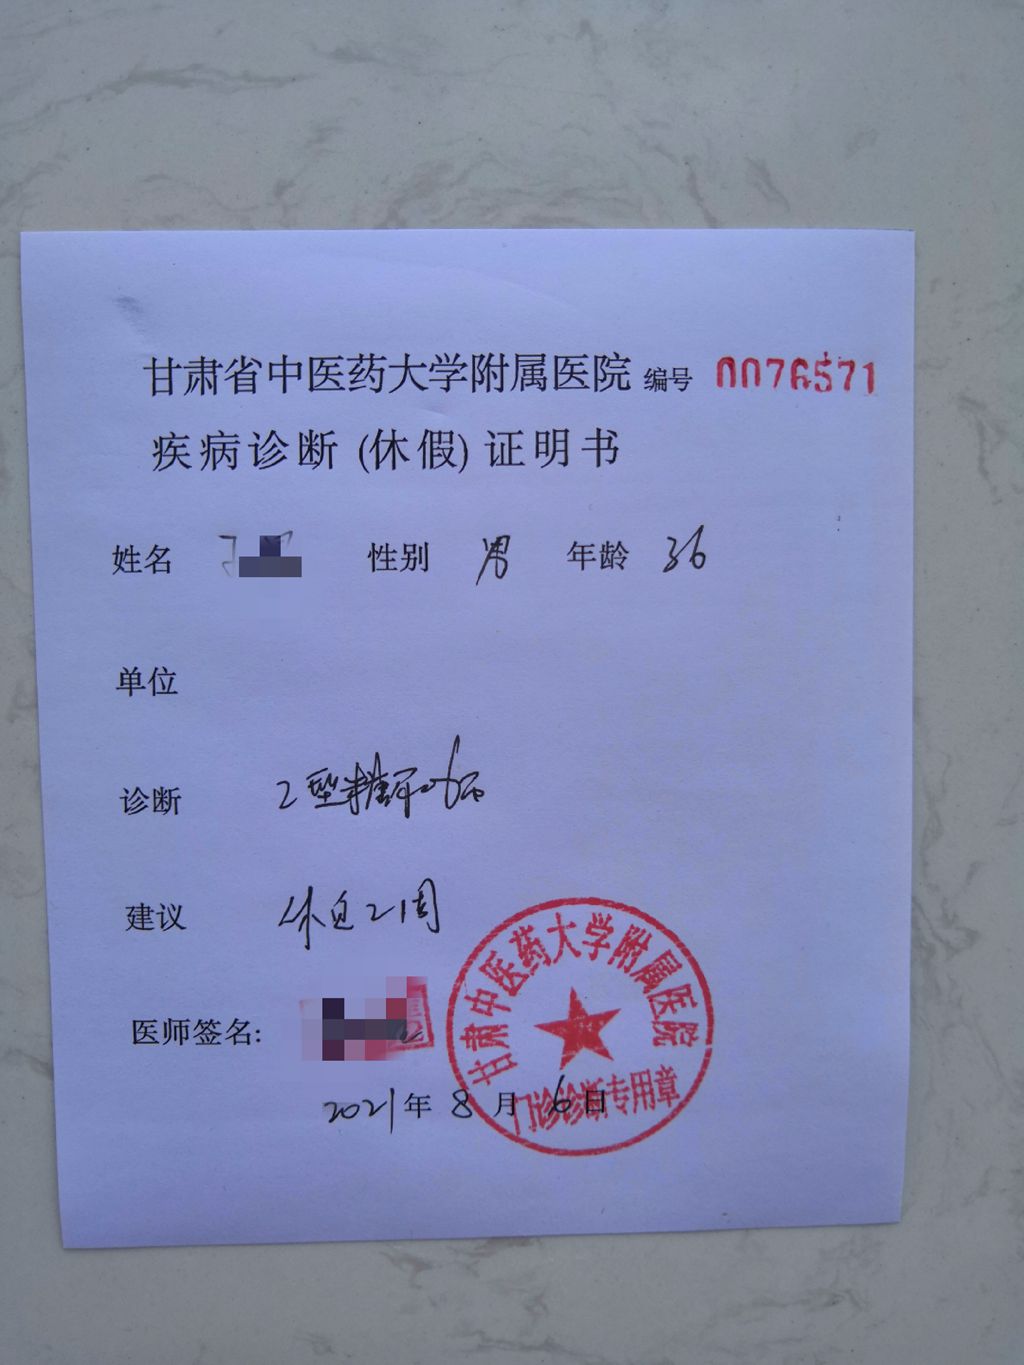 甘肃省中医药大学附属医院 编号 0076571
疾病诊断 (休假) 证明书
姓名 性别 男 年龄 36
单位
诊断 2型糖尿病
建议 休息2周
医师签名:
甘肃中医药大学附属医院
门诊诊断专用章
2021年 8 月 6 日